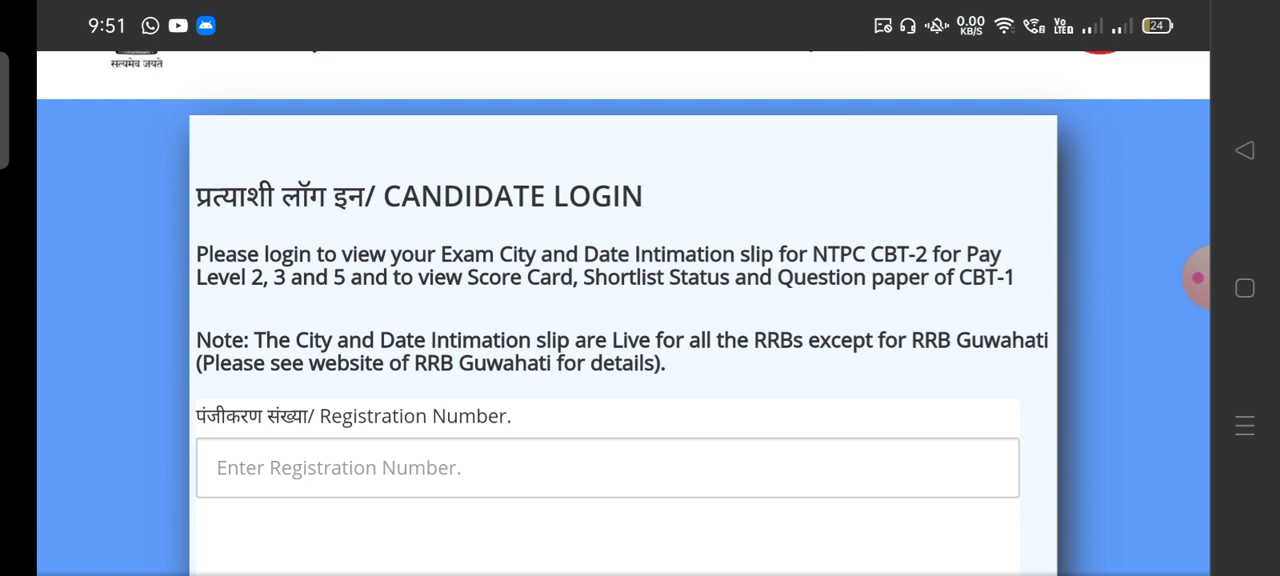 9:51
0.00
KB/S
Vo
LTE
24
सत्यमेव जयते
प्रत्याशी लॉग इन/ CANDIDATE LOGIN
Please login to view your Exam City and Date Intimation slip for NTPC CBT-2 for Pay
Level 2, 3 and 5 and to view Score Card, Shortlist Status and Question paper of CBT-1
Note: The City and Date Intimation slip are Live for all the RRBs except for RRB Guwahati
(Please see website of RRB Guwahati for details).
पंजीकरण संख्या/ Registration Number.
Enter Registration Number.